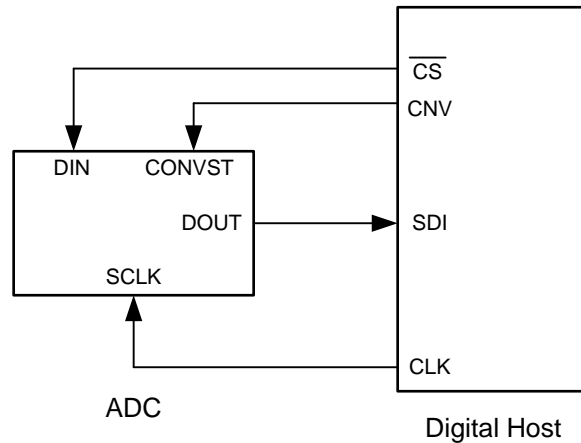 CS
CNV
DIN
CONVST
DOUT
SDI
SCLK
CLK
ADC
Digital Host